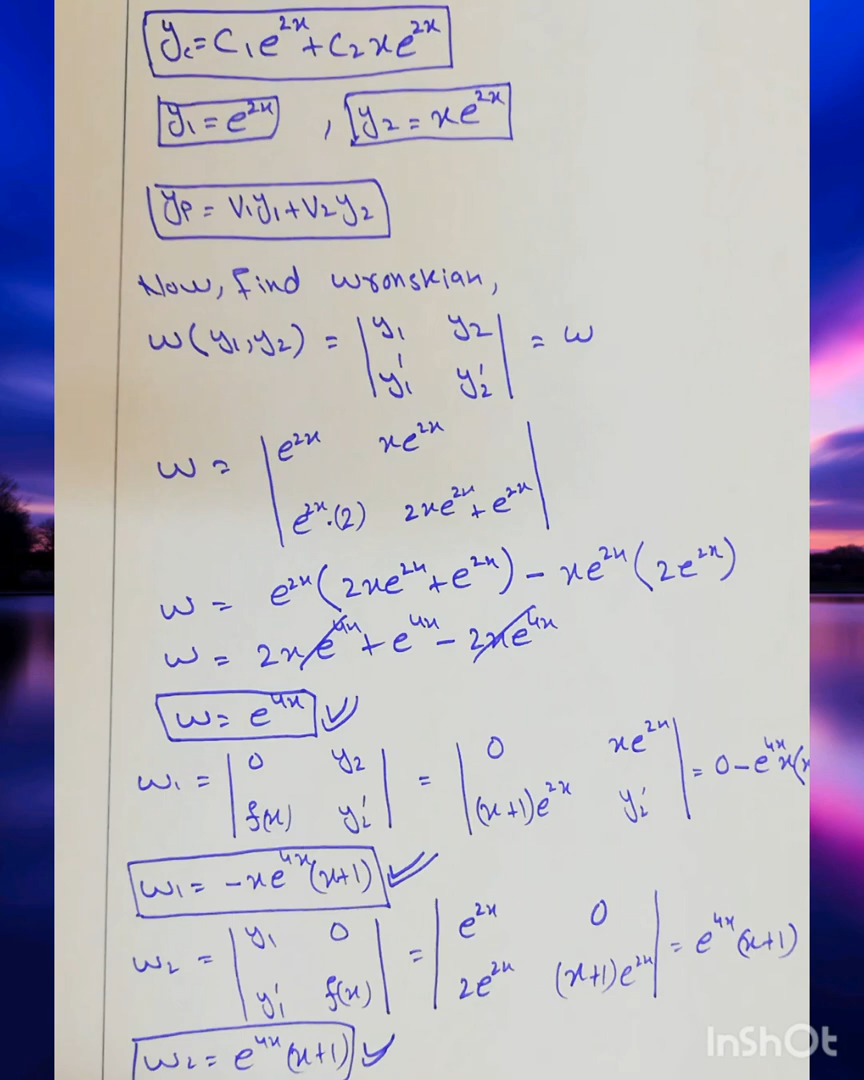 y_c = c₁e^{2x} + c₂xe^{2x}
y₁ = e^{2x} , y₂ = xe^{2x}
y_p = v₁y₁ + v₂y₂
Now, find wronskian,
w(y₁,y₂) = |y₁ y₂; y₁' y₂'| = w
w = |e^{2x} xe^{2x}; e^{2x}·(2) 2xe^{2x} + e^{2x}|
w = e^{2x}(2xe^{2x} + e^{2x}) − xe^{2x}(2e^{2x})
w = 2xe^{4x} + e^{4x} − 2xe^{4x}
w = e^{4x} ✓
w₁ = |0 y₂; f(x) y₂'| = |0 xe^{2x}; (x+1)e^{2x} y₂'| = 0 − e^{4x}x(x
w₁ = −xe^{4x}(x+1) ✓
w₂ = |y₁ 0; y₁' f(x)| = |e^{2x} 0; 2e^{2x} (x+1)e^{2x}| = e^{4x}(x+1)
w₂ = e^{4x}(x+1) ✓
InShOt